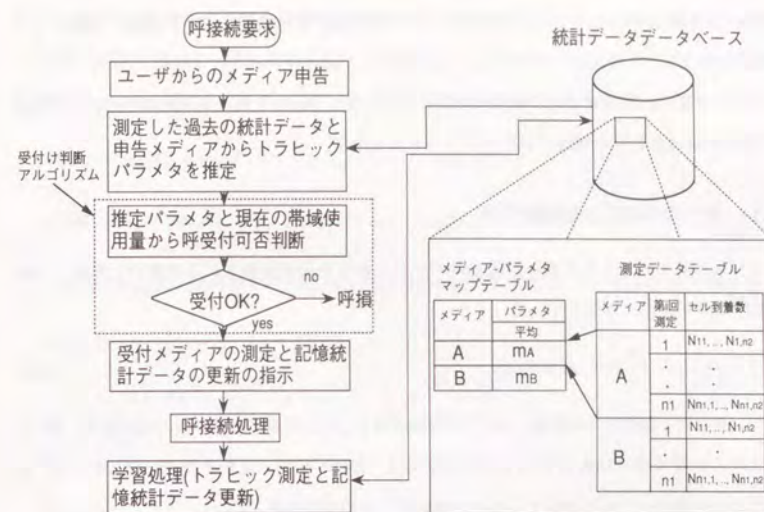 呼接続要求
ユーザからのメディア申告
測定した過去の統計データと
申告メディアからトラヒック
パラメタを推定
受付け判断
アルゴリズム
推定パラメタと現在の帯域使
用量から呼受付可否判断
受付OK?
no
呼損
yes
受付メディアの測定と記憶統
計データの更新の指示
呼接続処理
学習処理(トラヒック測定と記
憶統計データ更新)
統計データデータベース
メディア-パラメタ
マップテーブル
メディア
パラメタ
平均
A
mA
B
mB
測定データテーブル
メディア
第i回
測定
セル到着数
A
1
N11, .., N1,n2
.
.
.
n1
Nn1,1, .., Nn1,n2
B
1
N11, .., N1,n2
.
.
n1
Nn1,1, .., Nn1,n2